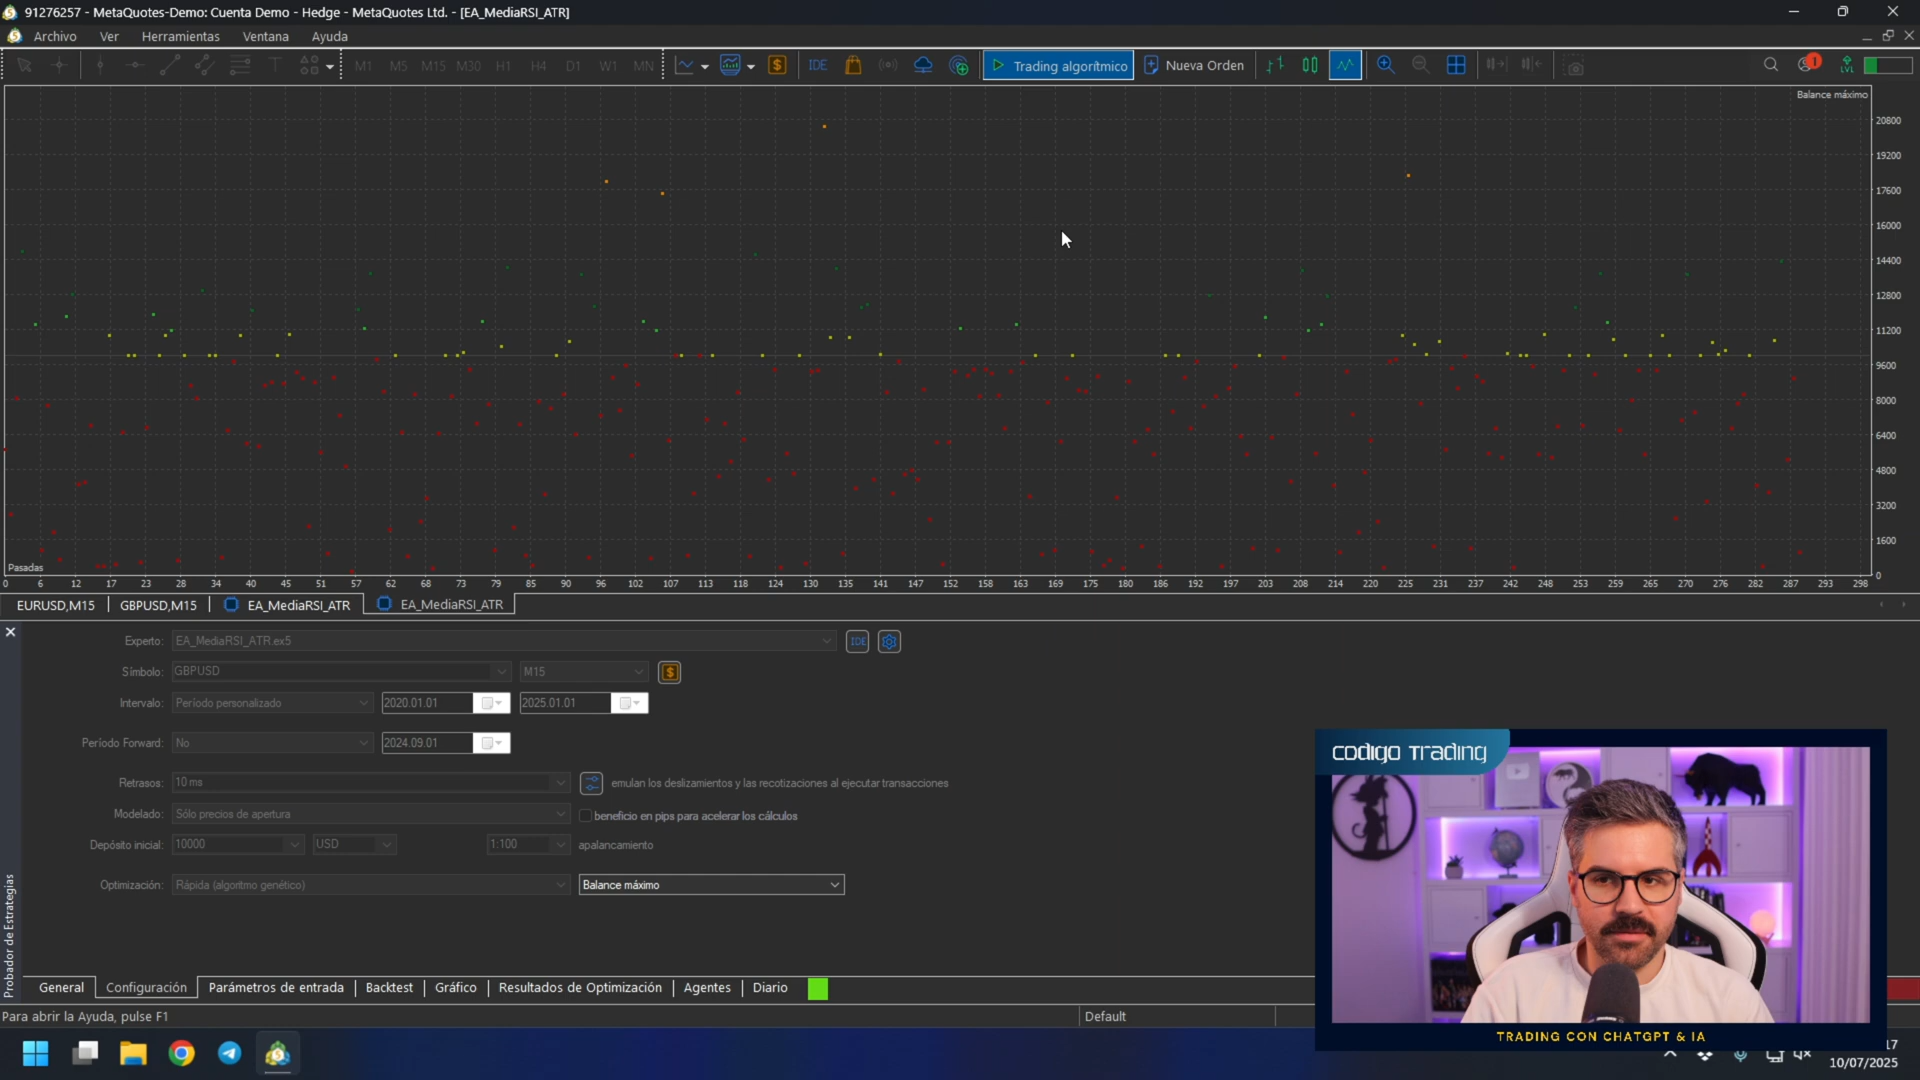 91276257 - MetaQuotes-Demo: Cuenta Demo - Hedge - MetaQuotes Ltd. - [EA_MediaRSI_ATR]
Archivo Ver Herramientas Ventana Ayuda
M1 M5 M15 M30 H1 H4 D1 W1 MN IDE Trading algorítmico Nueva Orden 1 LVL
Balance máximo
20800
19200
17600
16000
14400
12800
11200
9600
8000
6400
4800
3200
1600
0
Pasadas
0 6 12 17 23 28 34 40 45 51 57 62 68 73 79 85 90 96 102 107 113 118 124 130 135 141 147 152 158 163 169 175 180 186 192 197 203 208 214 220 225 231 237 242 248 253 259 265 270 276 282 287 293 298
EURUSD,M15 GBPUSD,M15 EA_MediaRSI_ATR EA_MediaRSI_ATR
Experto: EA_MediaRSI_ATR.ex5 IDE
Símbolo: GBPUSD M15
Intervalo: Período personalizado 2020.01.01 2025.01.01
Período Forward: No 2024.09.01
Retrasos: 10 ms emulan los deslizamientos y las recotizaciones al ejecutar transacciones
Modelado: Sólo precios de apertura beneficio en pips para acelerar los cálculos
Depósito inicial: 10000 USD 1:100 apalancamiento
Optimización: Rápida (algoritmo genético) Balance máximo
Probador de Estrategias
General Configuración Parámetros de entrada Backtest Gráfico Resultados de Optimización Agentes Diario
Para abrir la Ayuda, pulse F1 Default
codigo Trading
TRADING CON CHATGPT & IA
17
10/07/2025